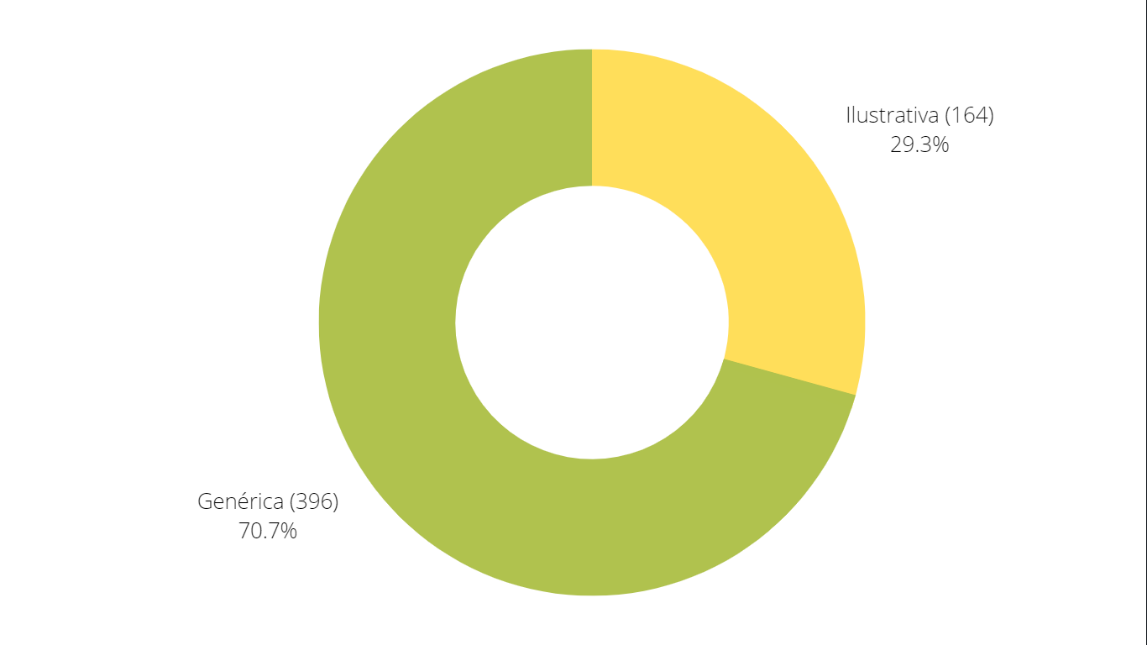 Ilustrativa (164)
29.3%
Genérica (396)
70.7%